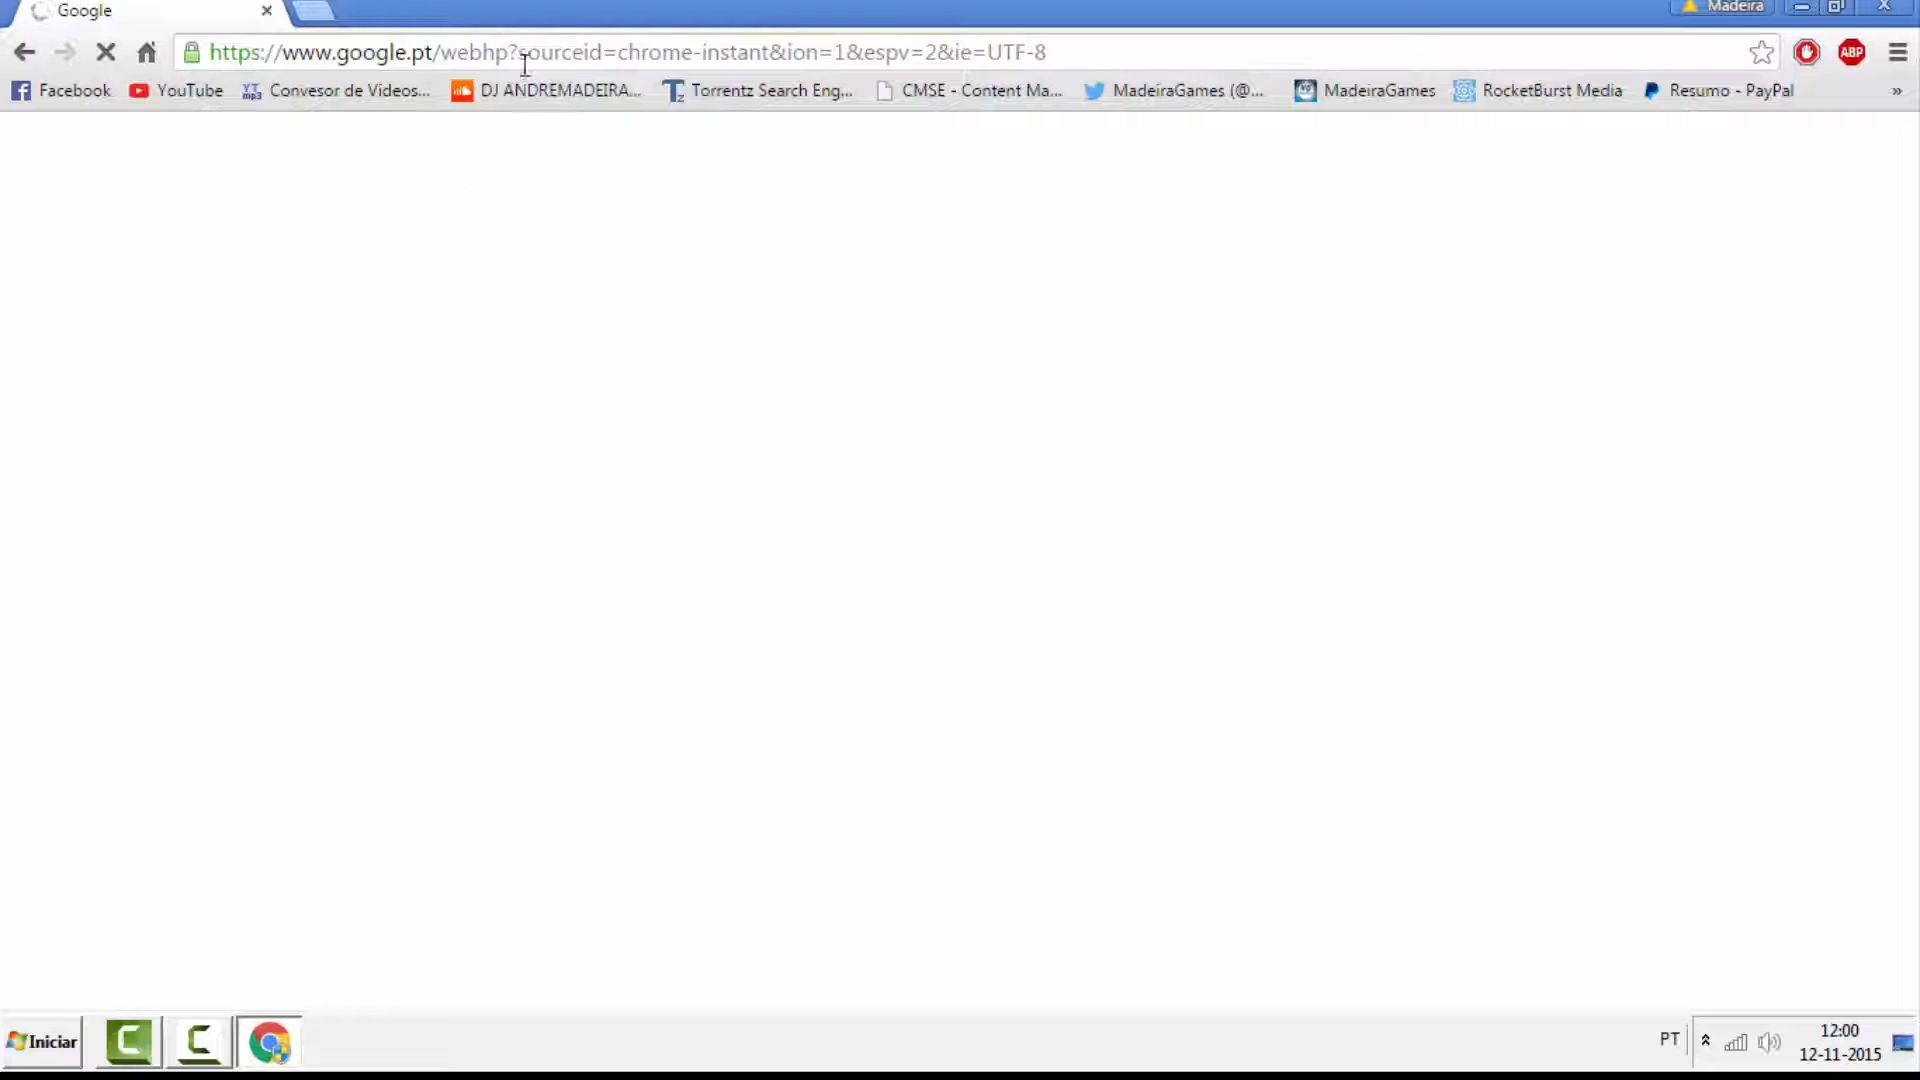 Google
Madeira
https://www.google.pt/webhp?sourceid=chrome-instant&ion=1&espv=2&ie=UTF-8
ABP
Facebook YouTube Convesor de Videos... DJ ANDREMADEIRA... Torrentz Search Eng... CMSE - Content Ma... MadeiraGames (@... MadeiraGames RocketBurst Media Resumo - PayPal »
Iniciar
PT
12:00
12-11-2015